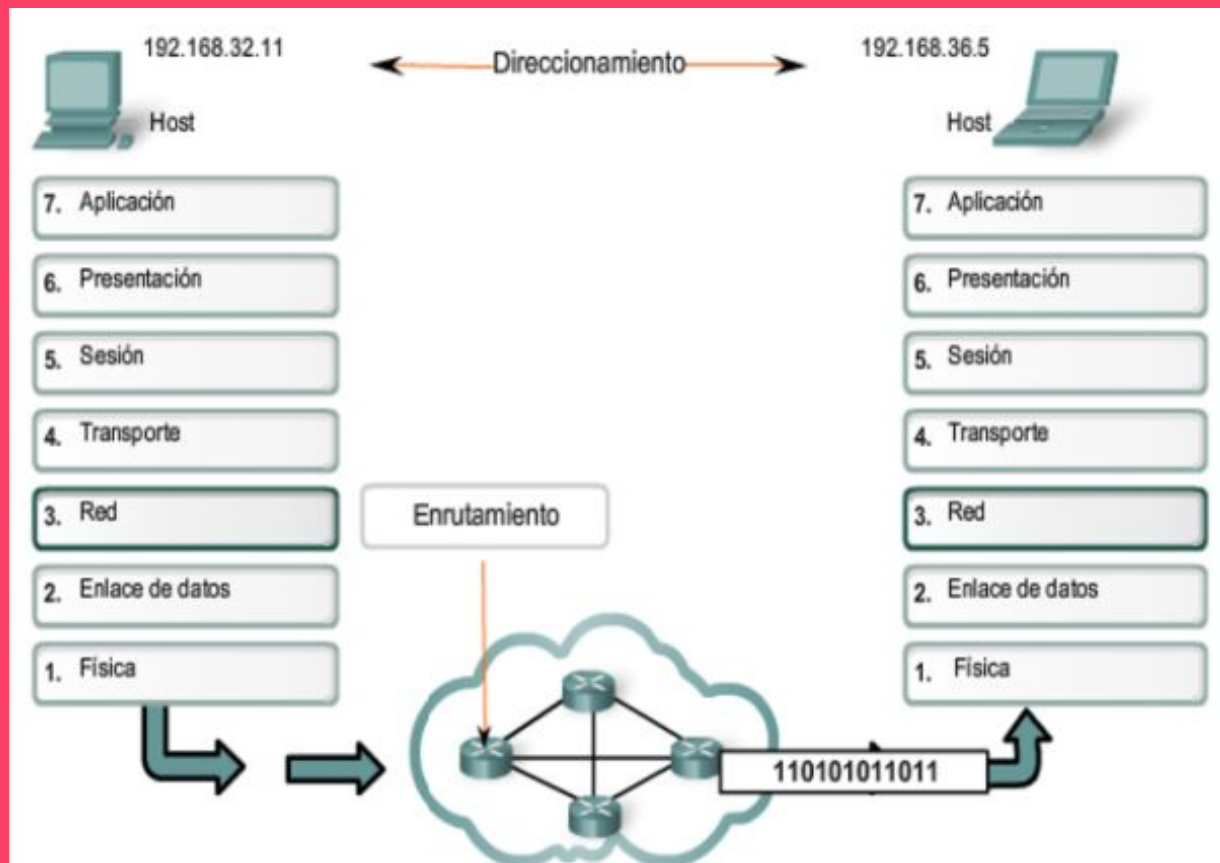 192.168.32.11
Direccionamiento
192.168.36.5
Host
Host
7. Aplicación
6. Presentación
5. Sesión
4. Transporte
3. Red
2. Enlace de datos
1. Física
Enrutamiento
7. Aplicación
6. Presentación
5. Sesión
4. Transporte
3. Red
2. Enlace de datos
1. Física
110101011011